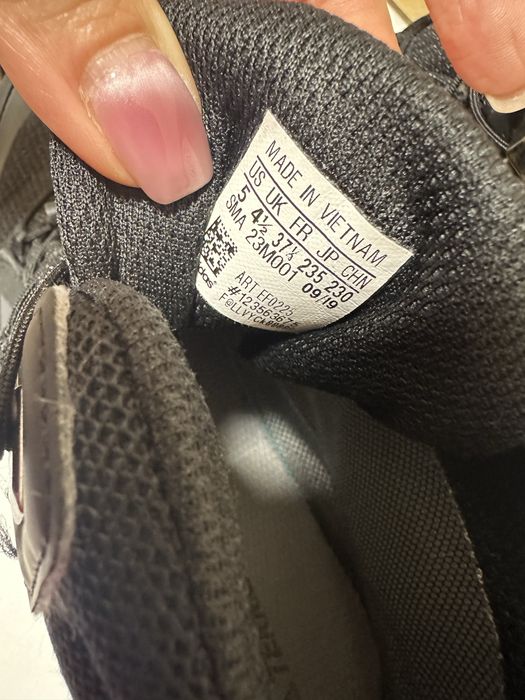 MADE IN VIETNAM
US UK FR JP CHN
5 4½ 37⅓ 235 230
SMA 23M001 09/19
ART.EF0225